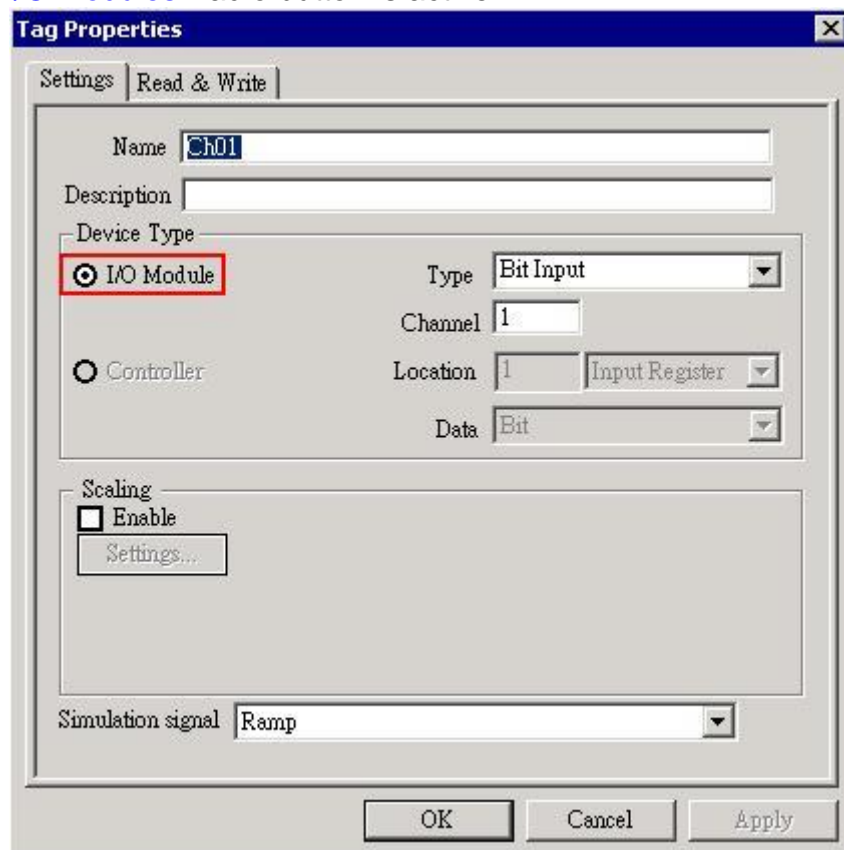 Tag Properties
Settings
Read & Write
Name Ch01
Description
Device Type
I/O Module
Type Bit Input
Channel 1
Controller
Location 1 Input Register
Data Bit
Scaling
Enable
Settings...
Simulation signal Ramp
OK Cancel Apply